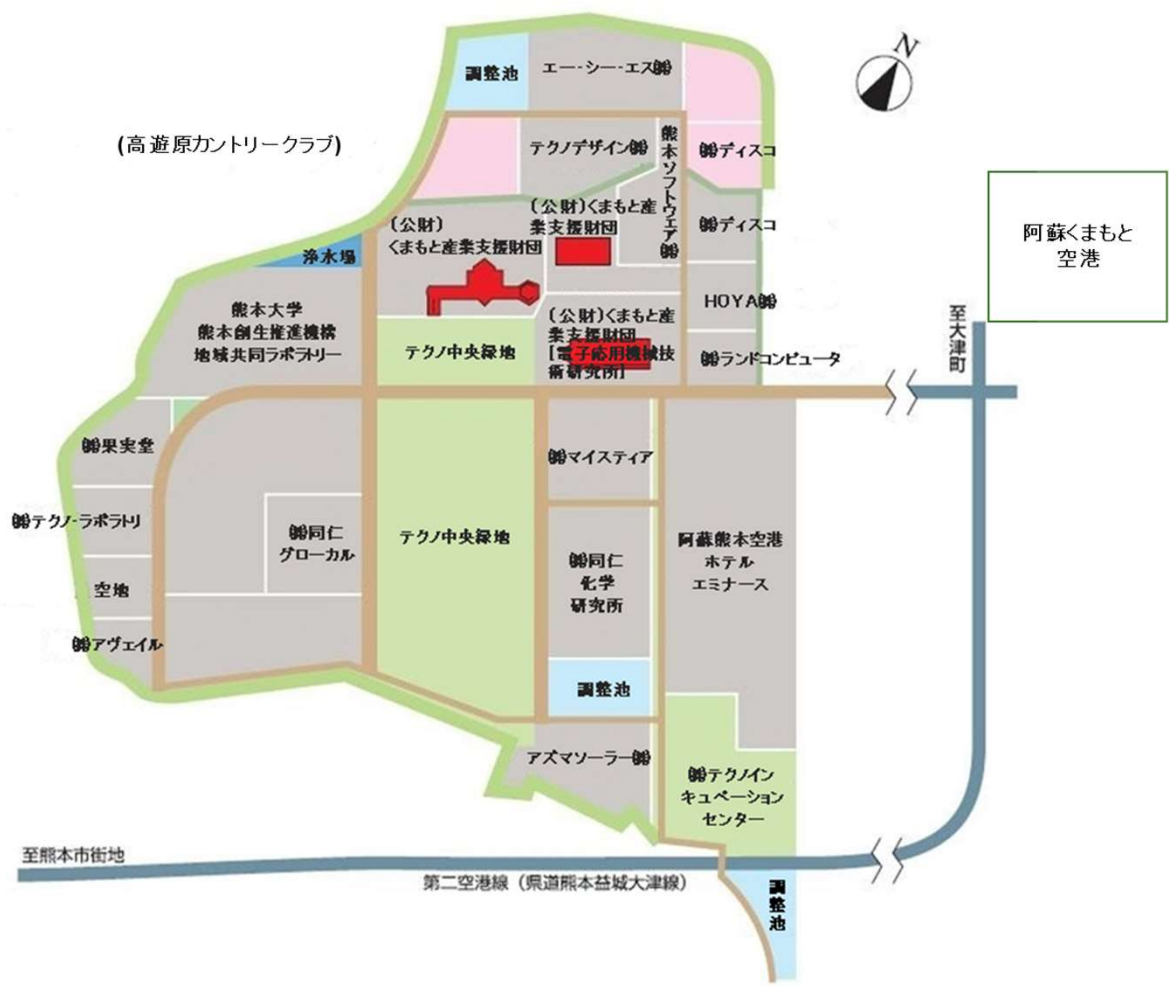 N
調整池
エー・シー・エス㈱
(高遊原カントリークラブ)
テクノデザイン㈱
熊本ソフトウェア㈱
㈱ディスコ
阿蘇くまもと
空港
(公財)
くまもと産業支援財団
(公財)くまもと産
業支援財団
㈱ディスコ
浄水場
HOYA㈱
熊本大学
熊本創生推進機構
地域共同ラボラトリー
テクノ中央緑地
(公財)くまもと産
業支援財団
[電子応用機械技
術研究所]
㈱ランドコンピュータ
至大津町
㈱果実堂
㈱マイスティア
㈱テクノ・ラボラトリ
㈱同仁
グローカル
テクノ中央緑地
㈱同仁
化学
研究所
阿蘇熊本空港
ホテル
エミナース
空地
㈱アヴェイル
調整池
アズマソーラー㈱
㈱テクノイン
キュベーション
センター
至熊本市街地
第二空港線(県道熊本益城大津線)
調整池